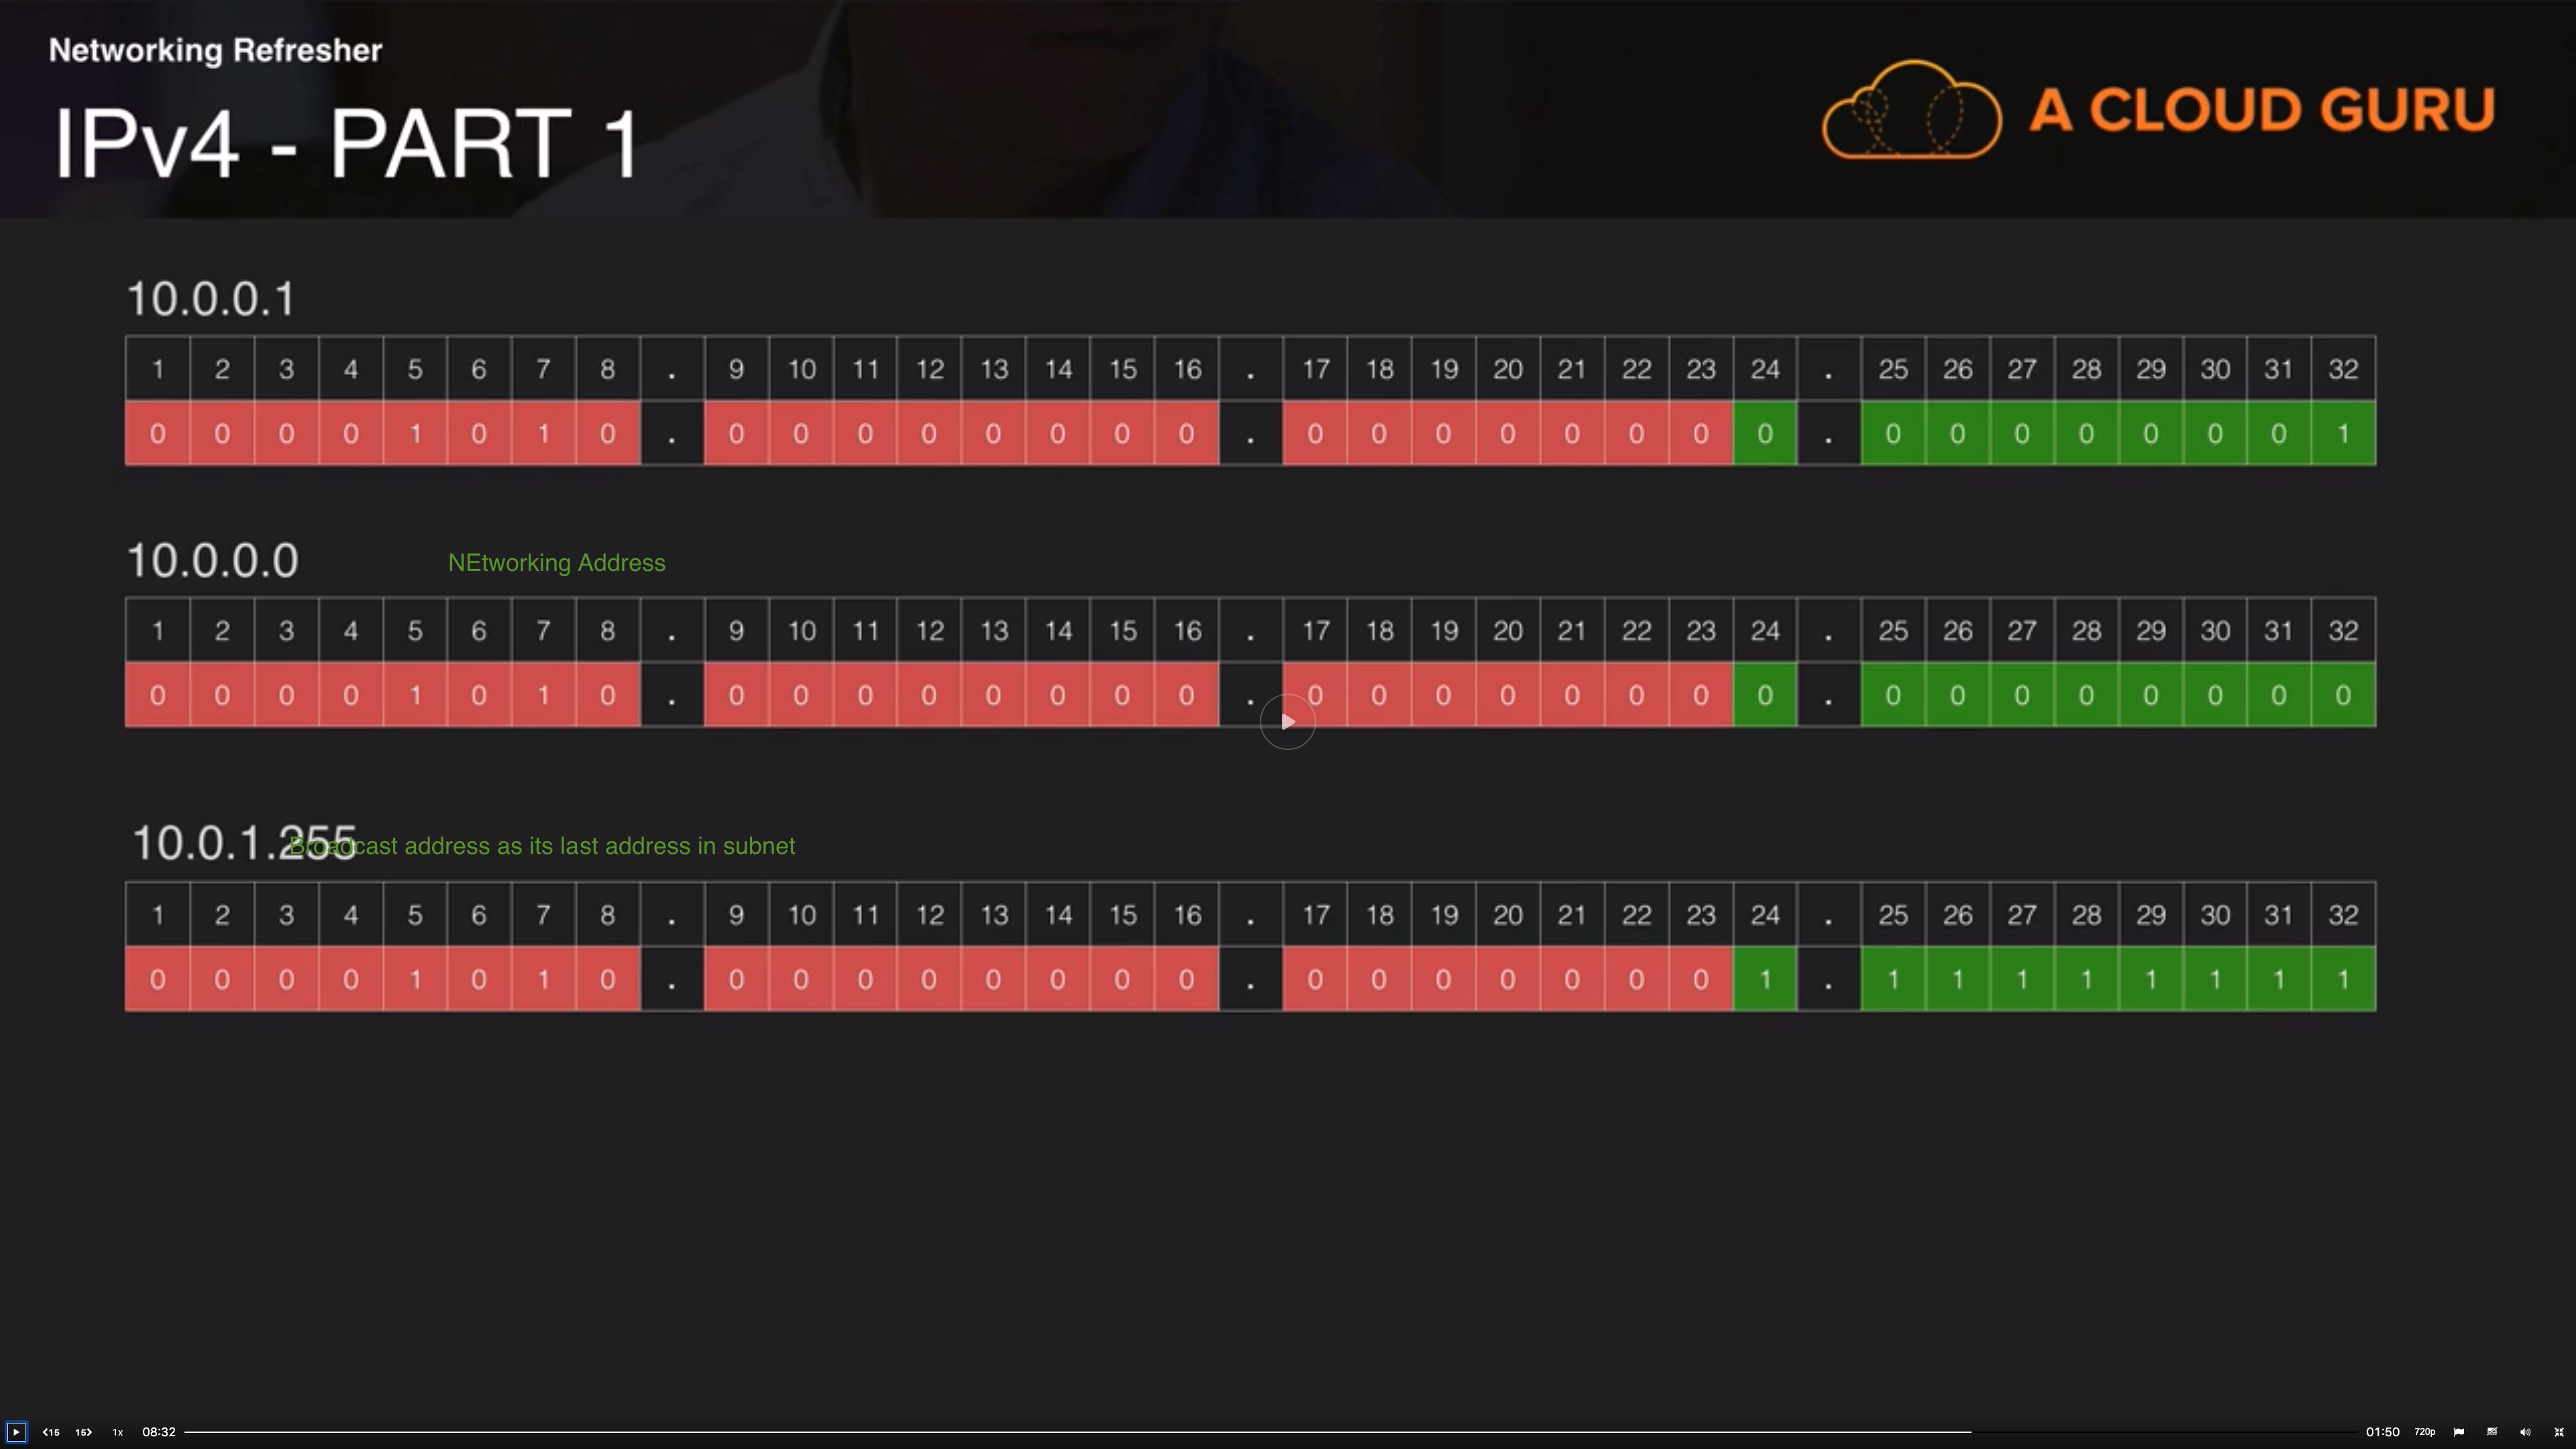 Networking Refresher
IPv4 - PART 1
A CLOUD GURU
10.0.0.1
1 2 3 4 5 6 7 8 . 9 10 11 12 13 14 15 16 . 17 18 19 20 21 22 23 24 . 25 26 27 28 29 30 31 32
0 0 0 0 1 0 1 0 . 0 0 0 0 0 0 0 0 . 0 0 0 0 0 0 0 0 . 0 0 0 0 0 0 0 1
10.0.0.0 NEtworking Address
1 2 3 4 5 6 7 8 . 9 10 11 12 13 14 15 16 . 17 18 19 20 21 22 23 24 . 25 26 27 28 29 30 31 32
0 0 0 0 1 0 1 0 . 0 0 0 0 0 0 0 0 . 0 0 0 0 0 0 0 0 . 0 0 0 0 0 0 0 0
10.0.1.255 Broadcast address as its last address in subnet
1 2 3 4 5 6 7 8 . 9 10 11 12 13 14 15 16 . 17 18 19 20 21 22 23 24 . 25 26 27 28 29 30 31 32
0 0 0 0 1 0 1 0 . 0 0 0 0 0 0 0 0 . 0 0 0 0 0 0 0 1 . 1 1 1 1 1 1 1 1
15 15 1x 08:32 01:50 720p